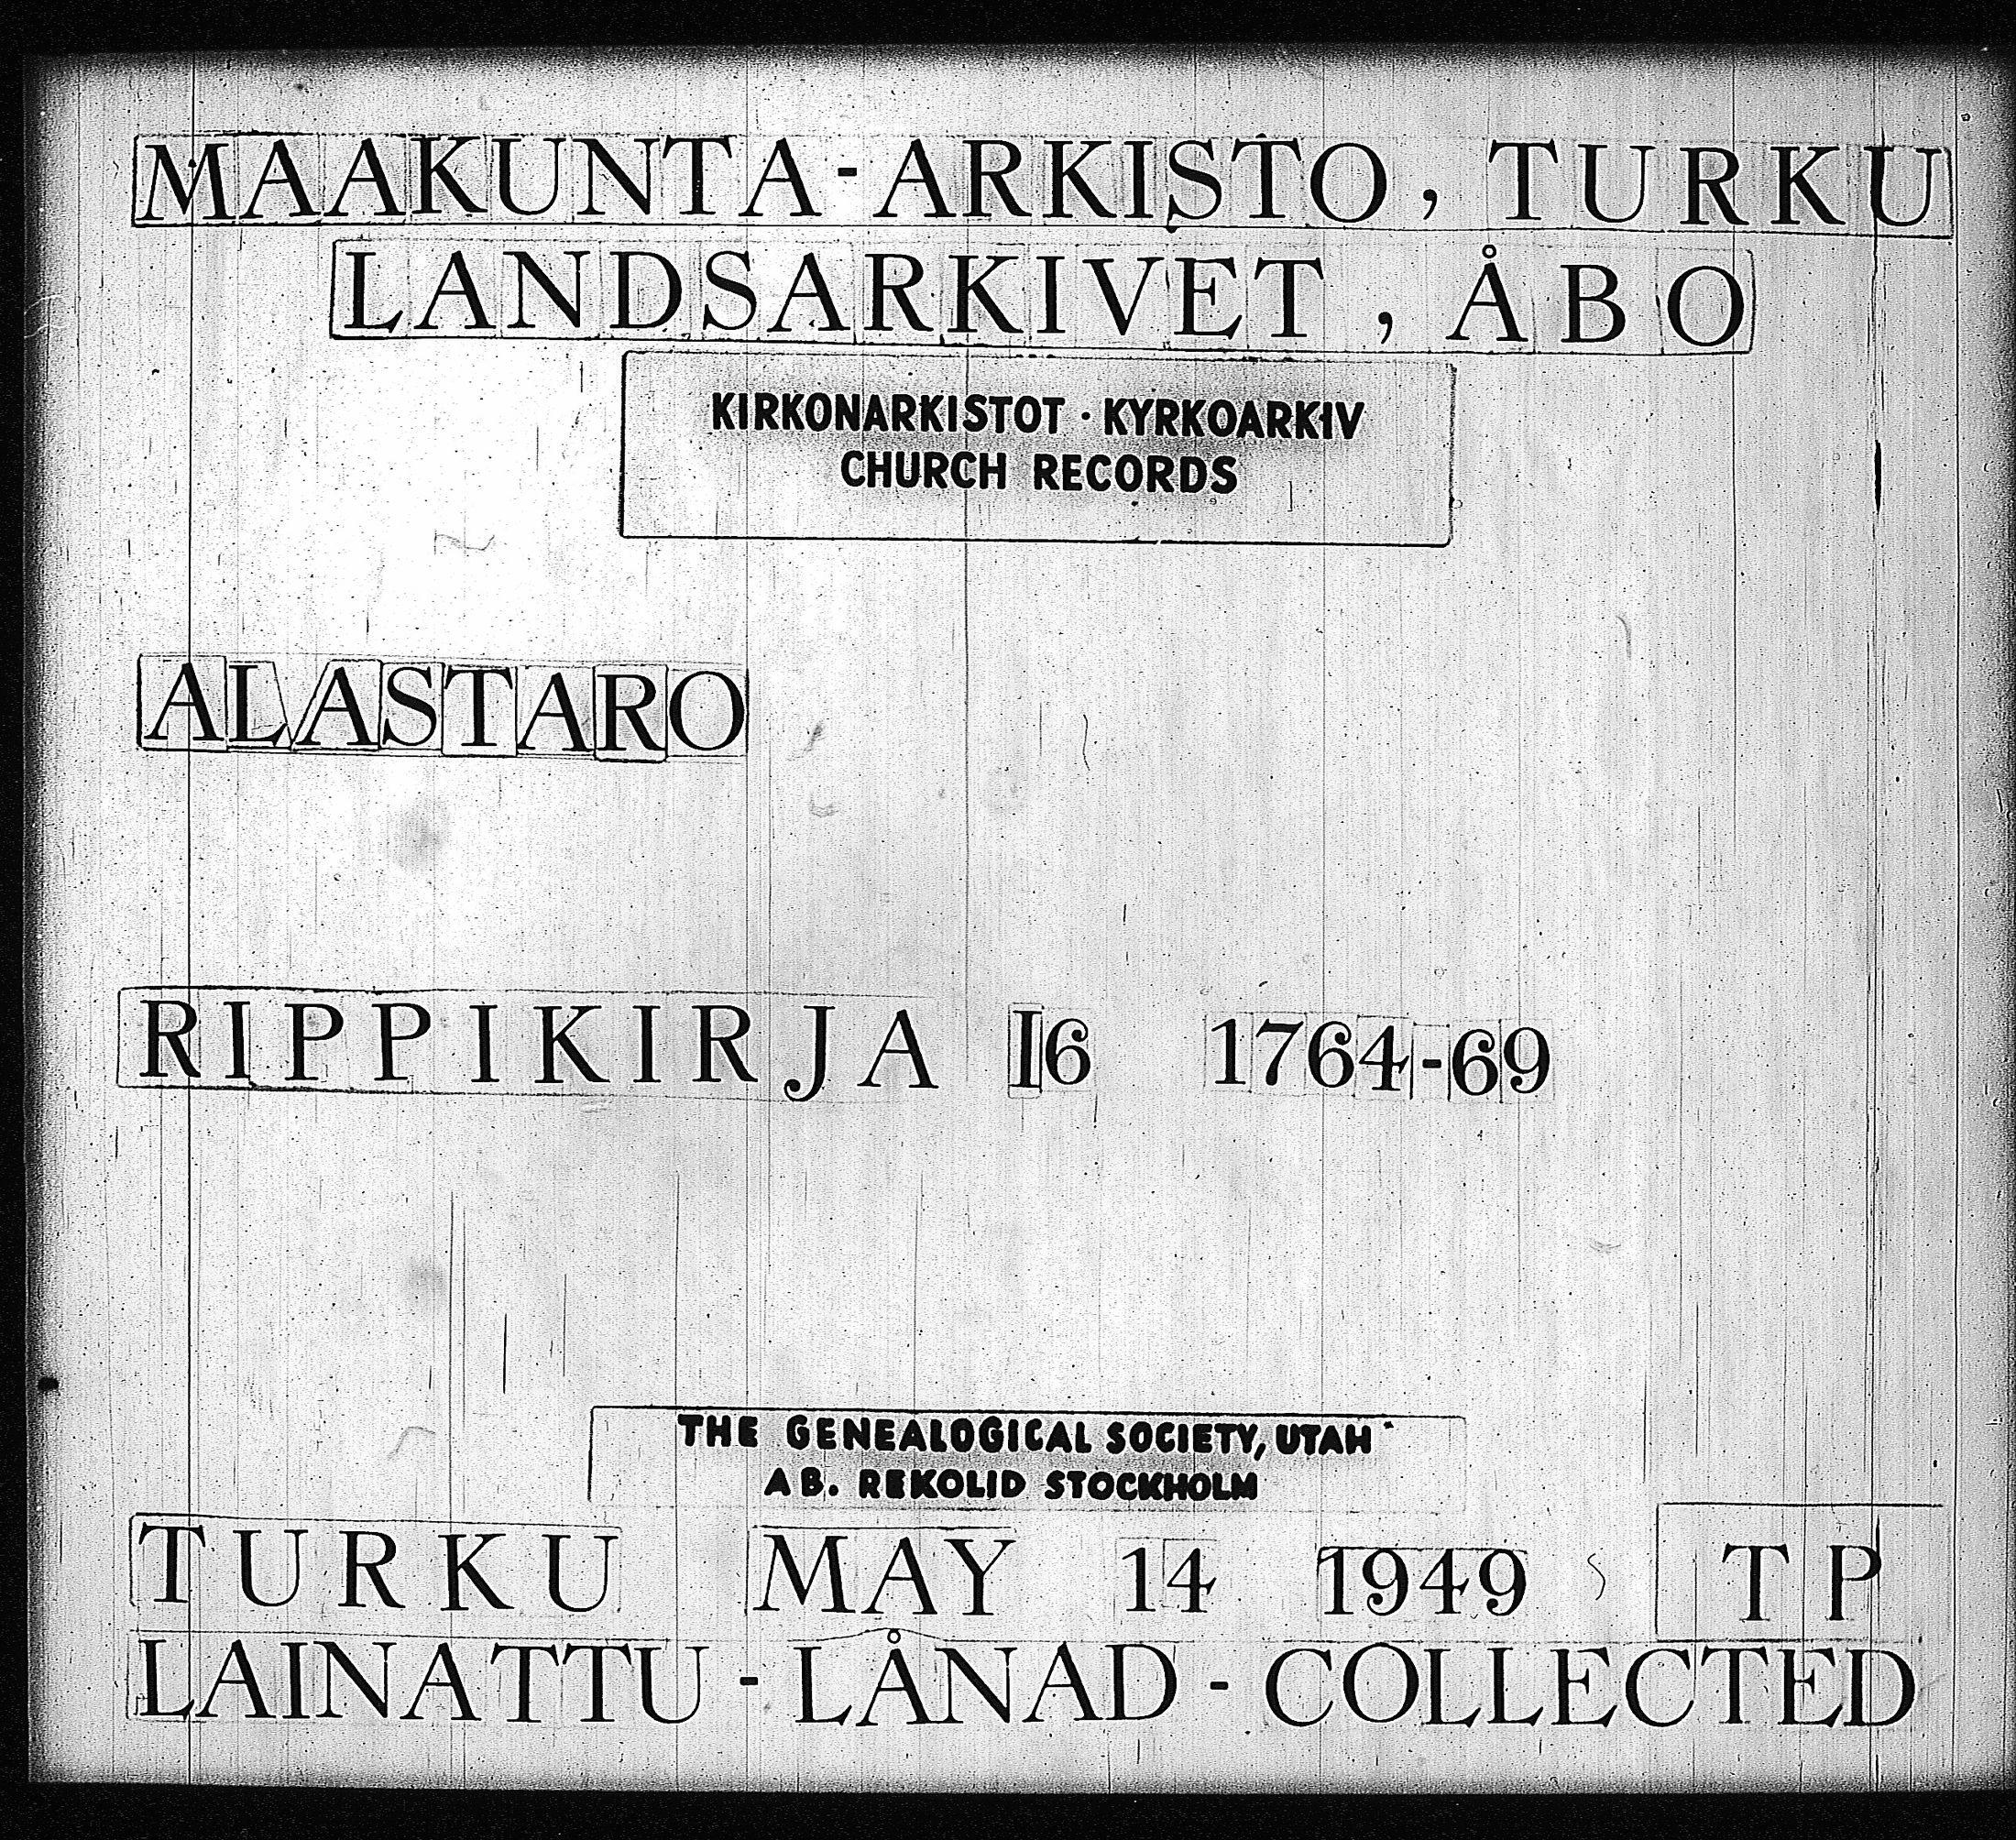 MAAKUNTA-ARKISTO, TURKU
LANDSARKIVET, ÅBO
KIRKONARKISTOT · KYRKOARKIV
CHURCH RECORDS
ALASTARO
RIPPIKIRJA I6 1764-69
THE GENEALOGICAL SOCIETY, UTAH
AB. REKOLID STOCKHOLM
TURKU MAY 14 1949 TP
LAINATTU - LÅNAD - COLLECTED